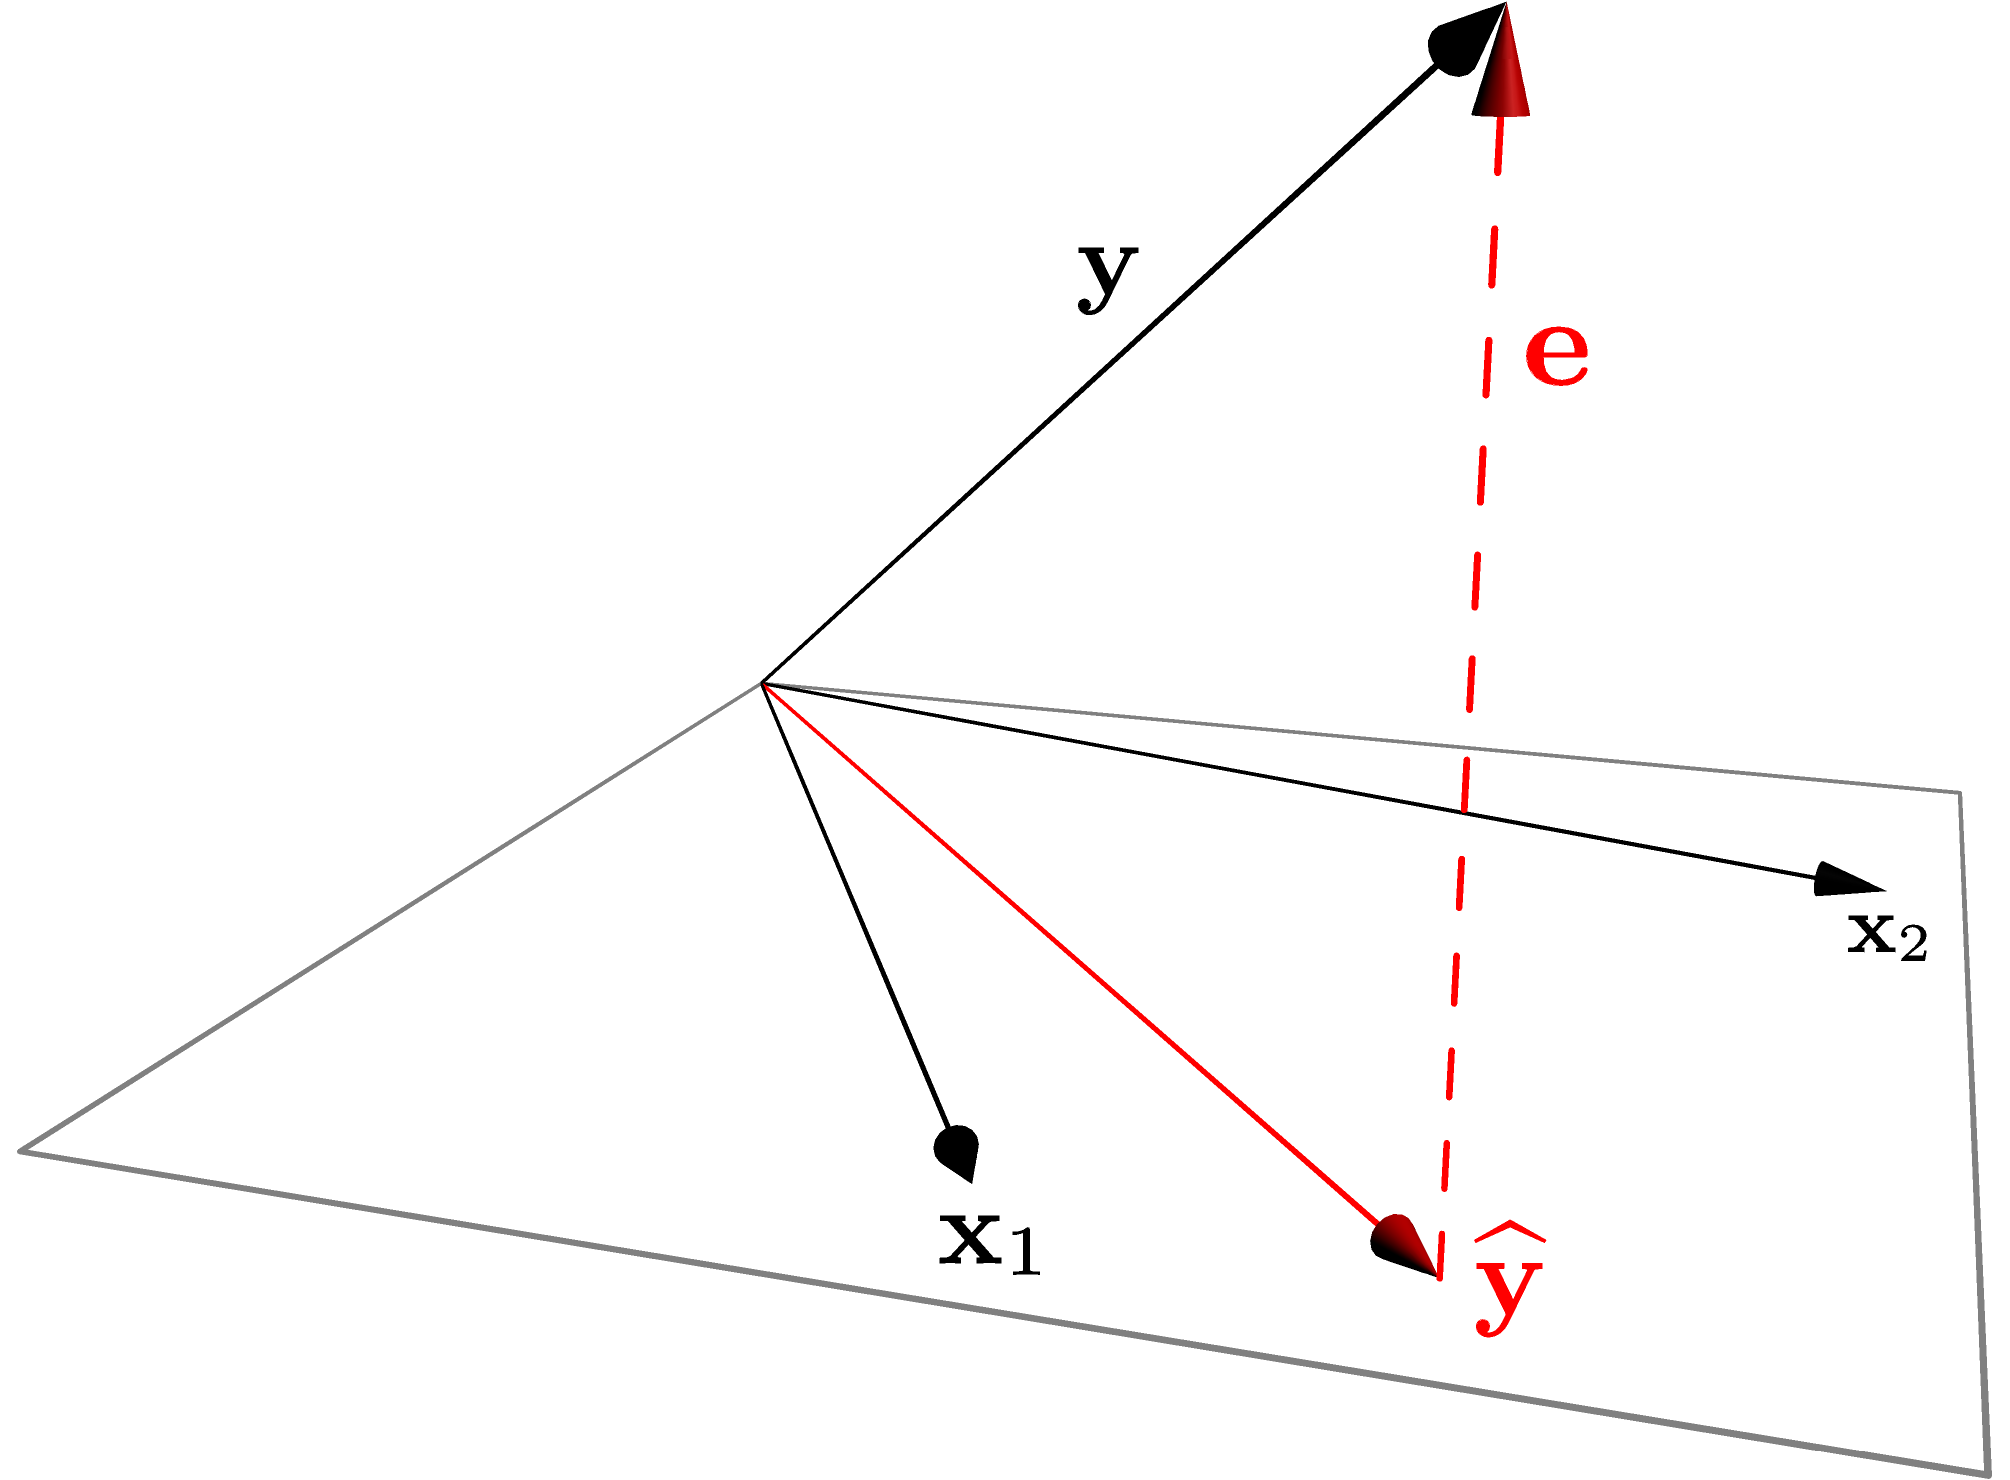 y
e
x₂
x₁
ŷ